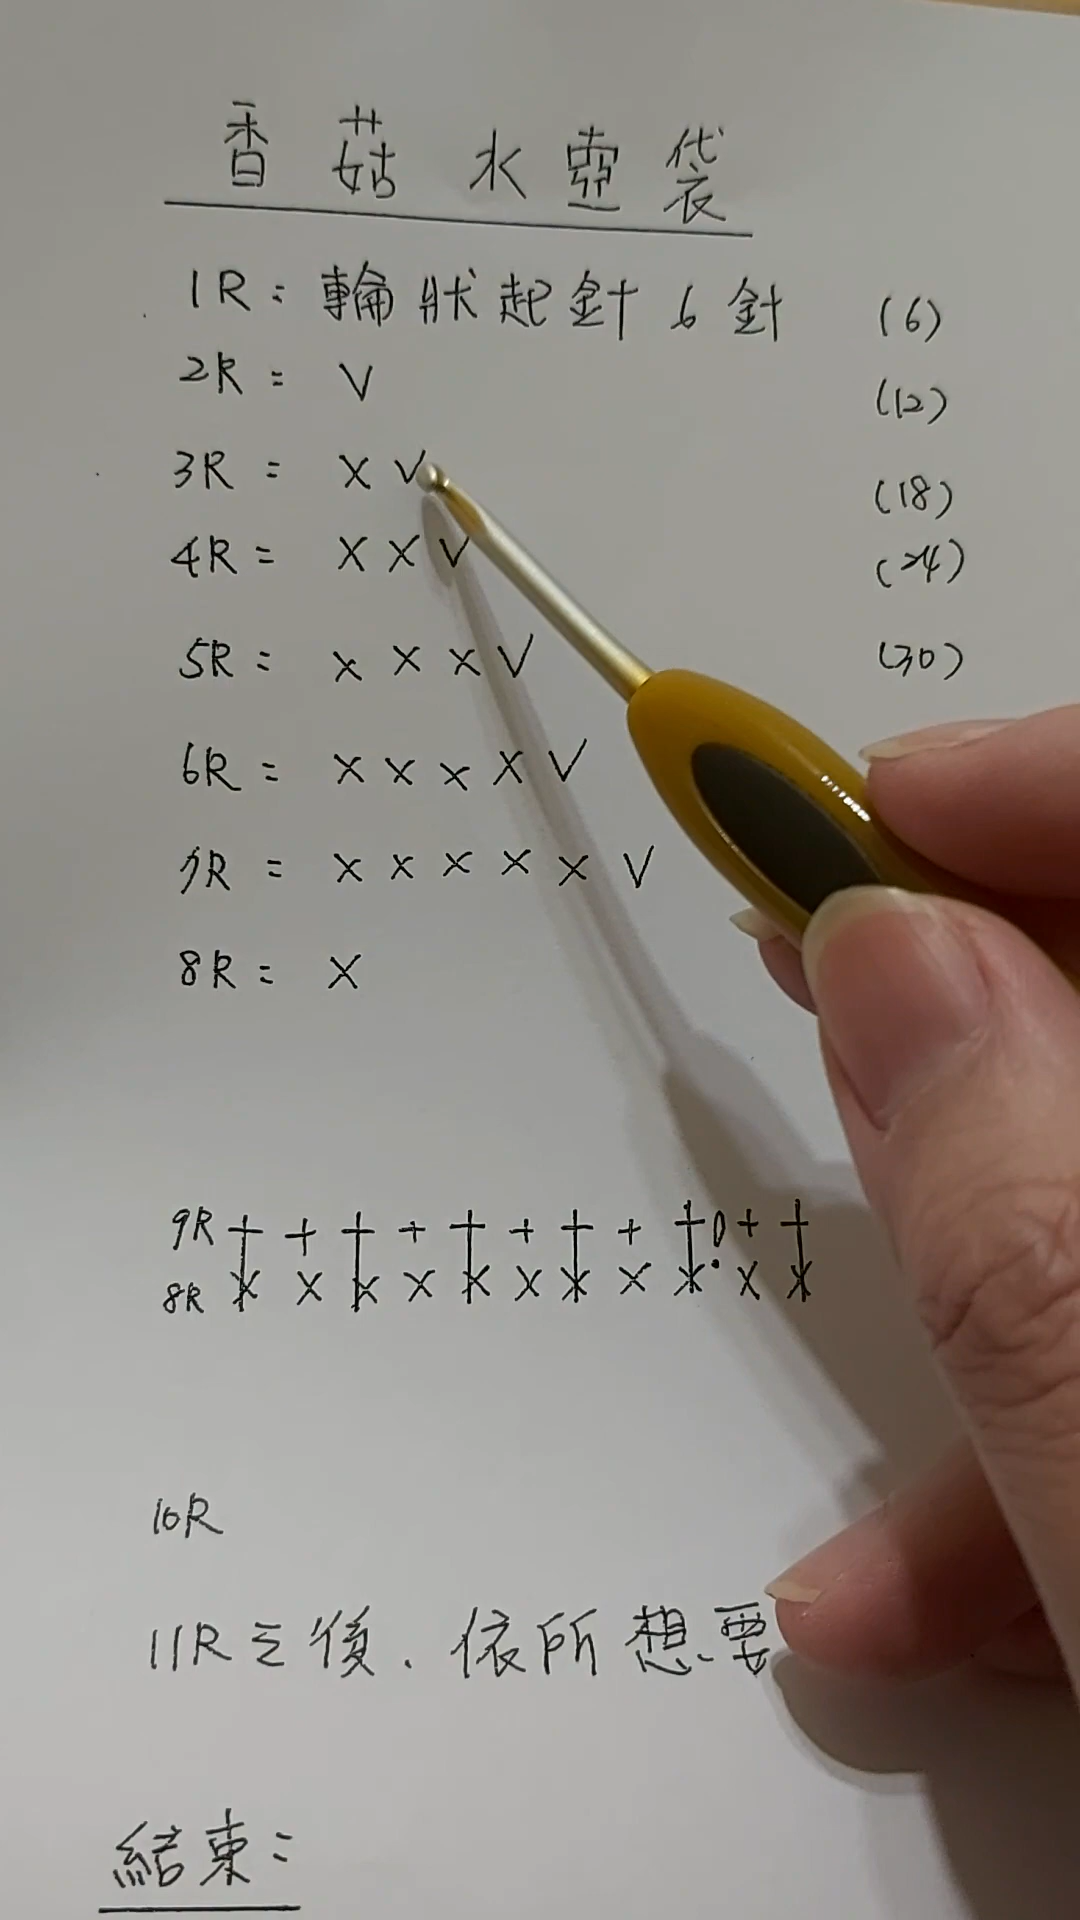 香菇水壺袋
1R: 輪狀起針6針 (6)
2R: V (12)
3R: X V (18)
4R= X X V (24)
5R: X X X V (30)
6R: X X X X V
7R= X X X X X V
8R: X
9R + + + + + + + + + 0 + +
8R X X X X X X X X X • X X
10R
11R之後. 依所想要
結束: